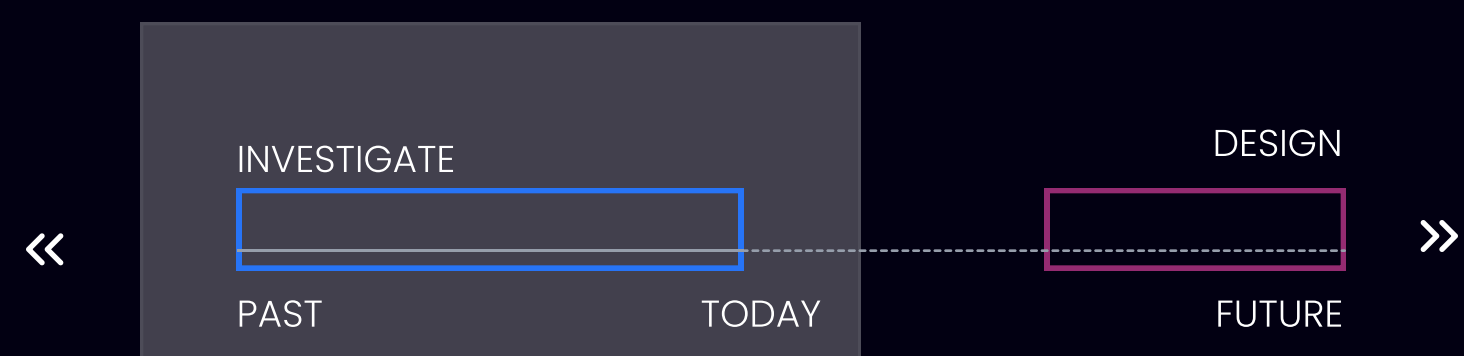 INVESTIGATE
DESIGN
PAST
TODAY
FUTURE